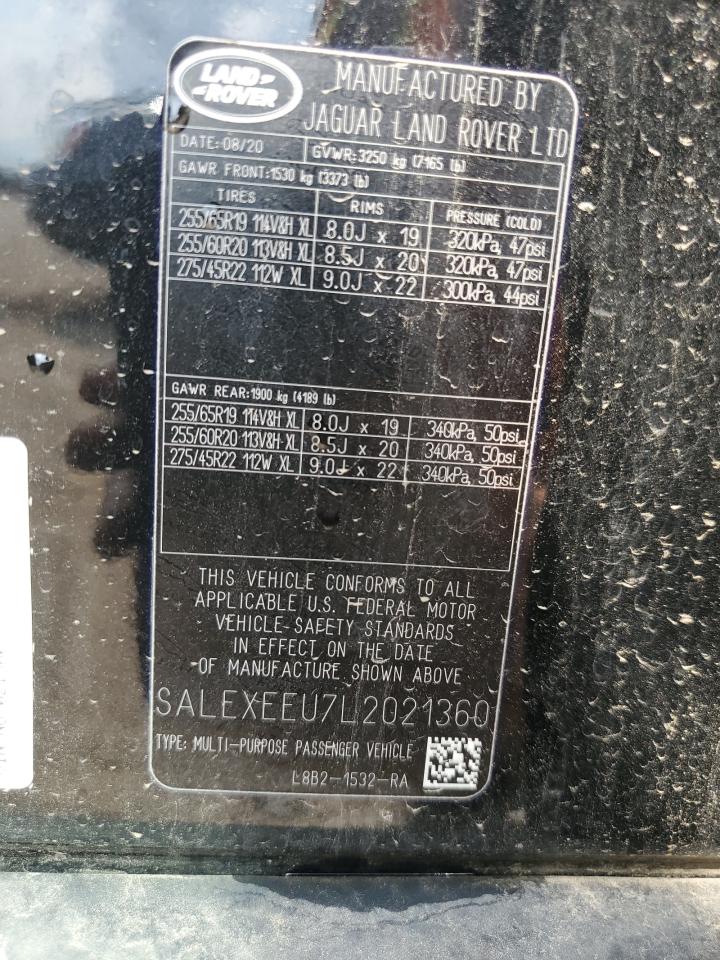 LAND ROVER
MANUFACTURED BY
JAGUAR LAND ROVER LTD
DATE: 08/20 GVWR: 3250 kg (7165 lb)
GAWR FRONT: 1530 kg (3373 lb)
TIRES RIMS PRESSURE (COLD)
255/65R19 114V&H XL 8.0J x 19 320kPa, 47psi
255/60R20 113V&H XL 8.5J x 20 320kPa, 47psi
275/45R22 112W XL 9.0J x 22 300kPa, 44psi
GAWR REAR: 1900 kg (4189 lb)
255/65R19 114V&H XL 8.0J x 19 340kPa, 50psi
255/60R20 113V&H XL 8.5J x 20 340kPa, 50psi
275/45R22 112W XL 9.0J x 22 340kPa, 50psi
THIS VEHICLE CONFORMS TO ALL
APPLICABLE U.S. FEDERAL MOTOR
VEHICLE SAFETY STANDARDS
IN EFFECT ON THE DATE
OF MANUFACTURE SHOWN ABOVE
SALEXEEU7L2021360
TYPE: MULTI-PURPOSE PASSENGER VEHICLE
L8B2-1532-RA